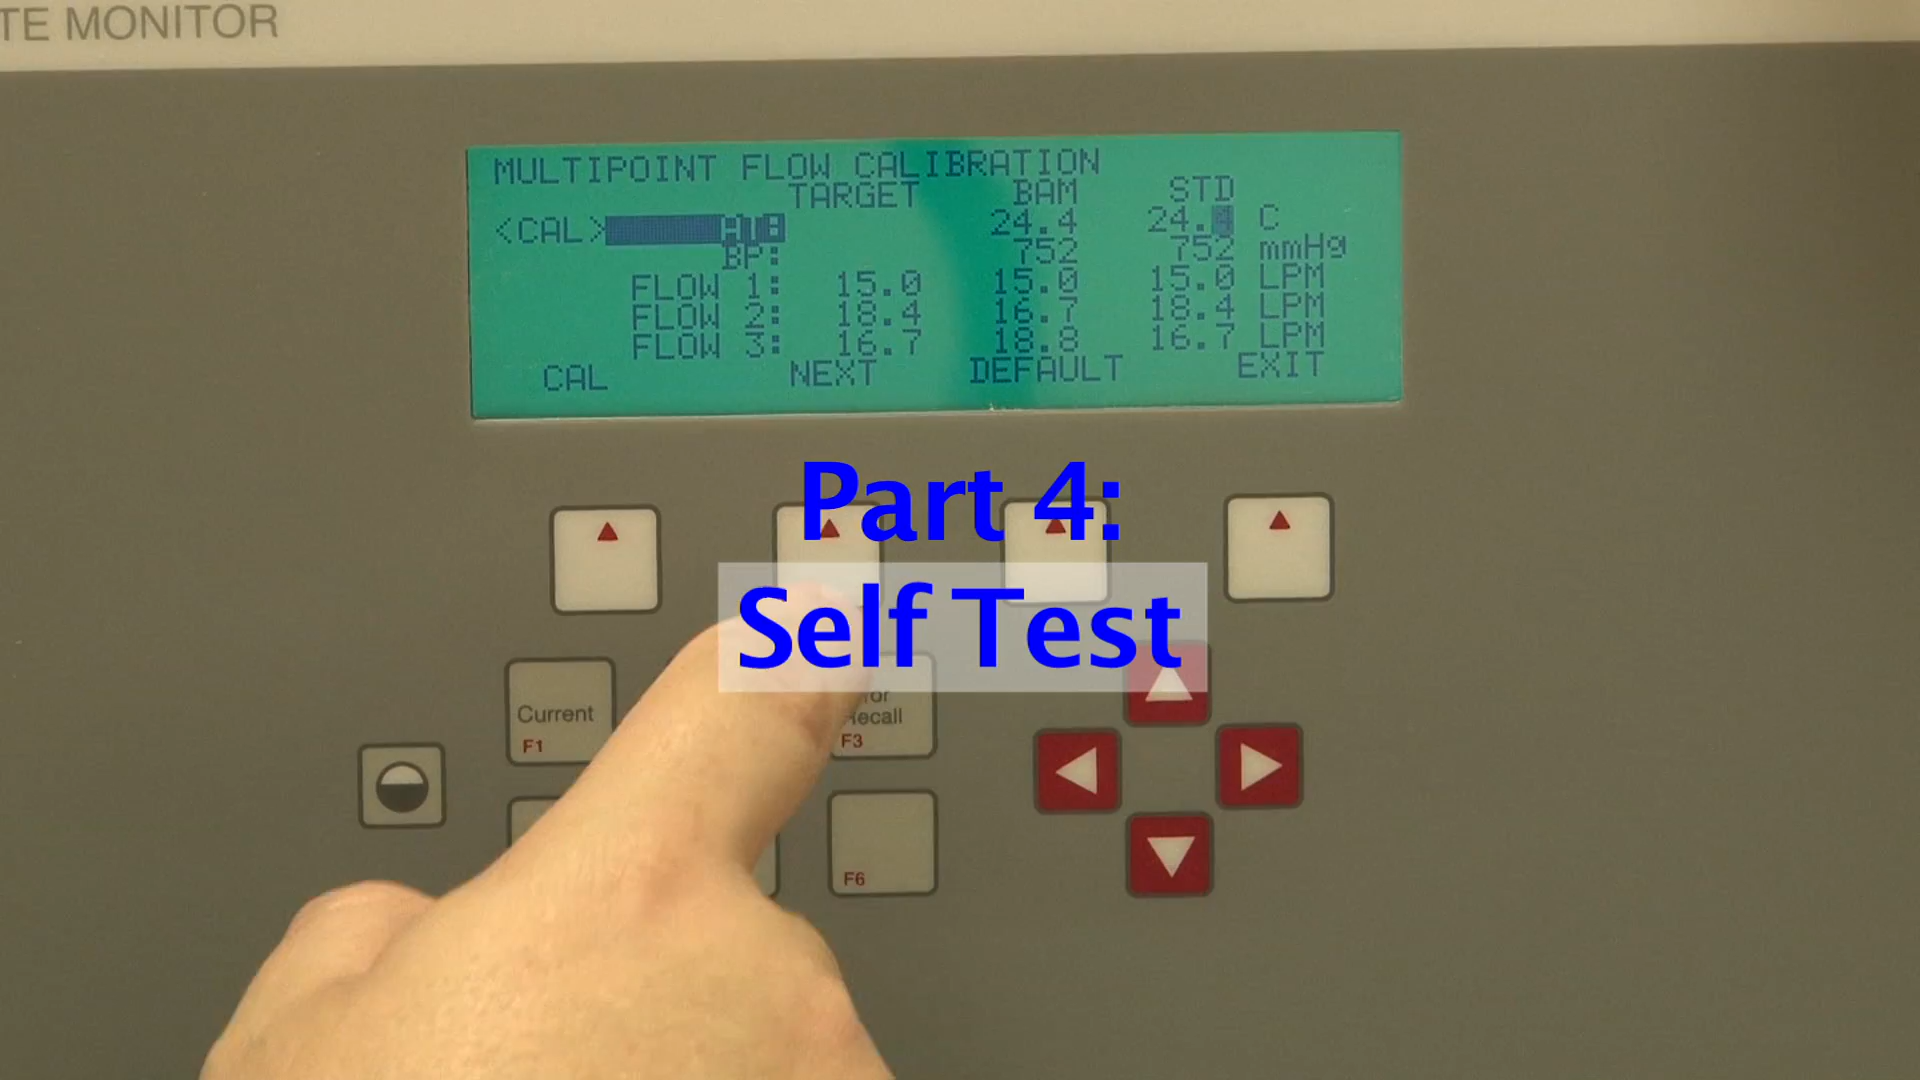 TE MONITOR
MULTIPOINT FLOW CALIBRATION
TARGET BAM STD
<CAL> 24.4 24. C
BP: 752 752 mmHg
FLOW 1: 15.0 15.0 15.0 LPM
FLOW 2: 18.4 16.7 18.4 LPM
FLOW 3: 16.7 18.8 16.7 LPM
CAL NEXT DEFAULT EXIT
Part 4:
Self Test
Current
F1
Recall
F3
F6